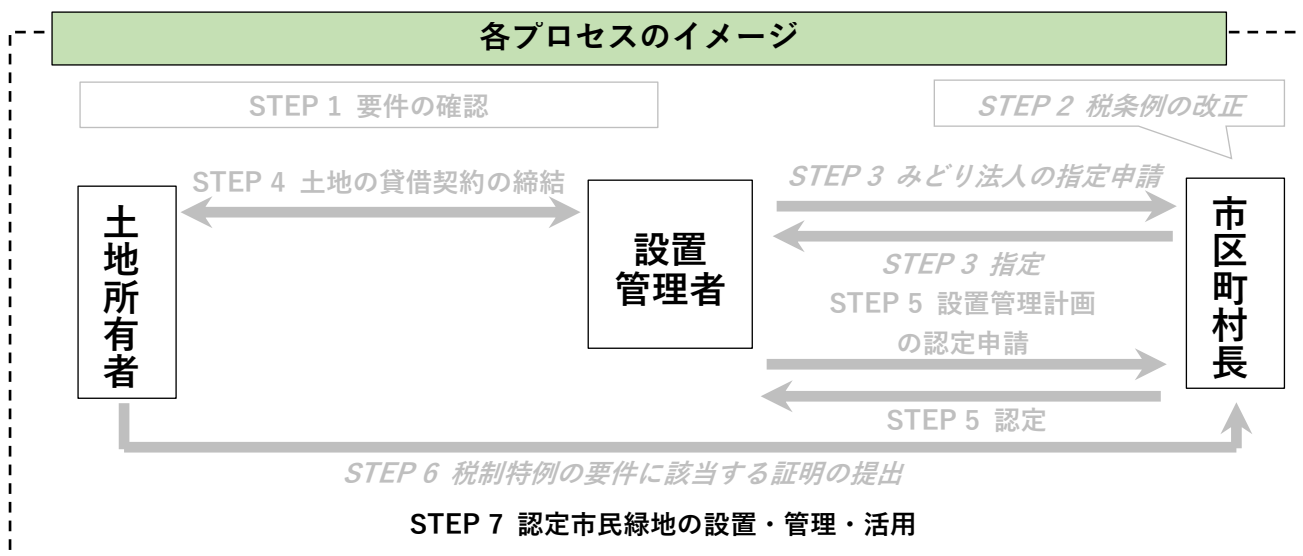 各プロセスのイメージ
STEP 1 要件の確認
STEP 2 税条例の改正
STEP 4 土地の貸借契約の締結
STEP 3 みどり法人の指定申請
土地所有者
設置
管理者
市区町村長
STEP 3 指定
STEP 5 設置管理計画
の認定申請
STEP 5 認定
STEP 6 税制特例の要件に該当する証明の提出
STEP 7 認定市民緑地の設置・管理・活用